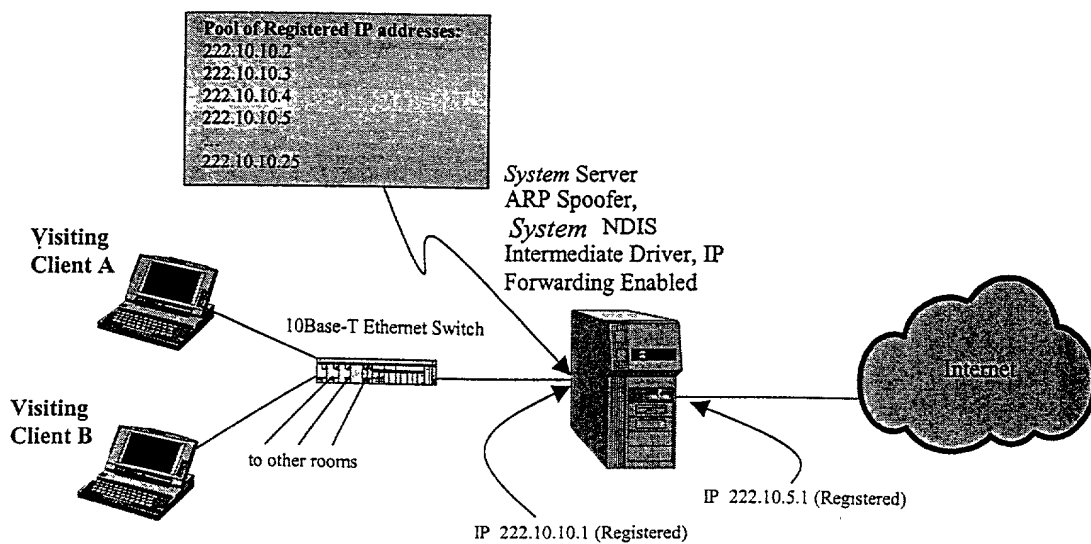 Pool of Registered IP addresses:
222.10.10.2
222.10.10.3
222.10.10.4
222.10.10.5
...
222.10.10.25
System Server
ARP Spoofer,
System NDIS
Intermediate Driver, IP
Forwarding Enabled
Visiting
Client A
10Base-T Ethernet Switch
Internet
Visiting
Client B
to other rooms
IP 222.10.5.1 (Registered)
IP 222.10.10.1 (Registered)